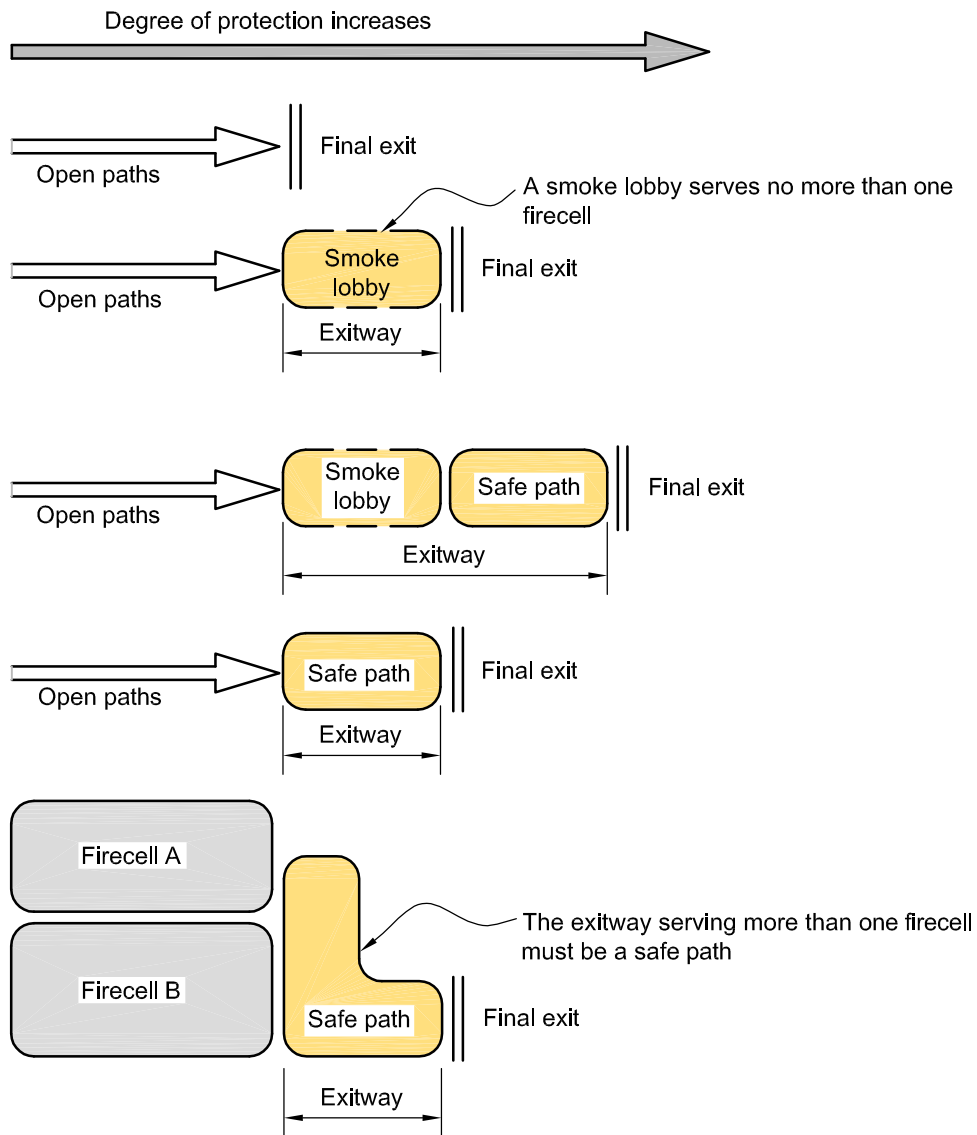 Degree of protection increases
Final exit
Open paths
A smoke lobby serves no more than one
firecell
Smoke
lobby
Final exit
Open paths
Exitway
Smoke
lobby
Safe path
Final exit
Open paths
Exitway
Safe path
Final exit
Open paths
Exitway
Firecell A
The exitway serving more than one firecell
must be a safe path
Firecell B
Safe path
Final exit
Exitway